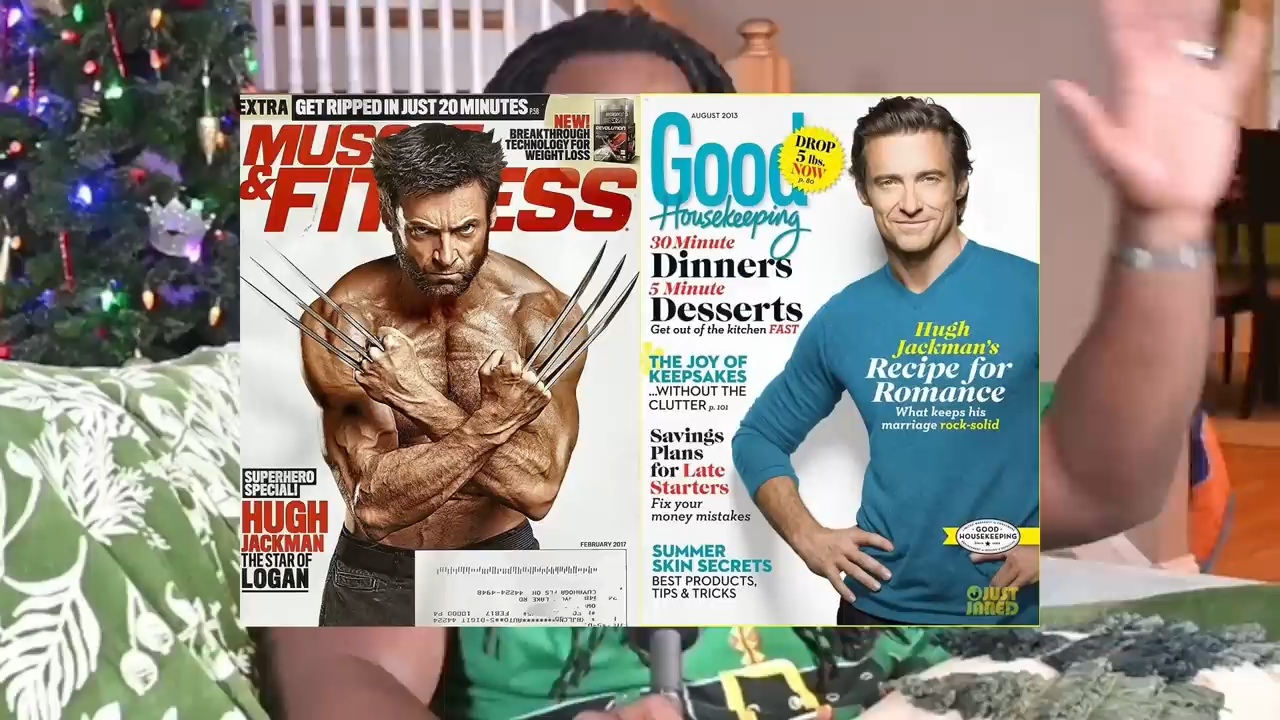 EXTRA GET RIPPED IN JUST 20 MINUTES P.58
MUSCLE
& FITNESS
NEW!
BREAKTHROUGH
TECHNOLOGY FOR
WEIGHT LOSS
SUPERHERO
SPECIAL!
HUGH
JACKMAN
THE STAR OF
LOGAN
FEBRUARY 2017
AUGUST 2013
Good
Housekeeping
DROP
5 lbs.
NOW
p. 80
30 Minute
Dinners
5 Minute
Desserts
Get out of the kitchen FAST
THE JOY OF
KEEPSAKES
...WITHOUT THE
CLUTTER p. 101
Savings
Plans
for Late
Starters
Fix your
money mistakes
SUMMER
SKIN SECRETS
BEST PRODUCTS,
TIPS & TRICKS
Hugh
Jackman's
Recipe for
Romance
What keeps his
marriage rock-solid
GOOD
HOUSEKEEPING
JUST
JARED